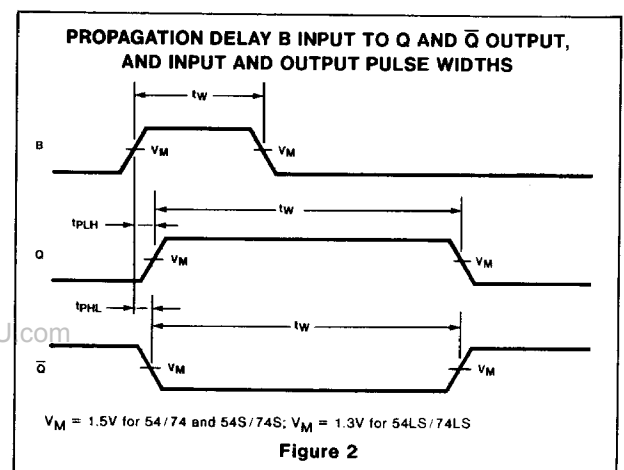 PROPAGATION DELAY B INPUT TO Q AND Q̅ OUTPUT,
AND INPUT AND OUTPUT PULSE WIDTHS
tW
B
VM
VM
tPLH
tW
Q
VM
VM
tPHL
tW
U.com
Q̅
VM
VM
VM = 1.5V for 54/74 and 54S/74S; VM = 1.3V for 54LS/74LS
Figure 2